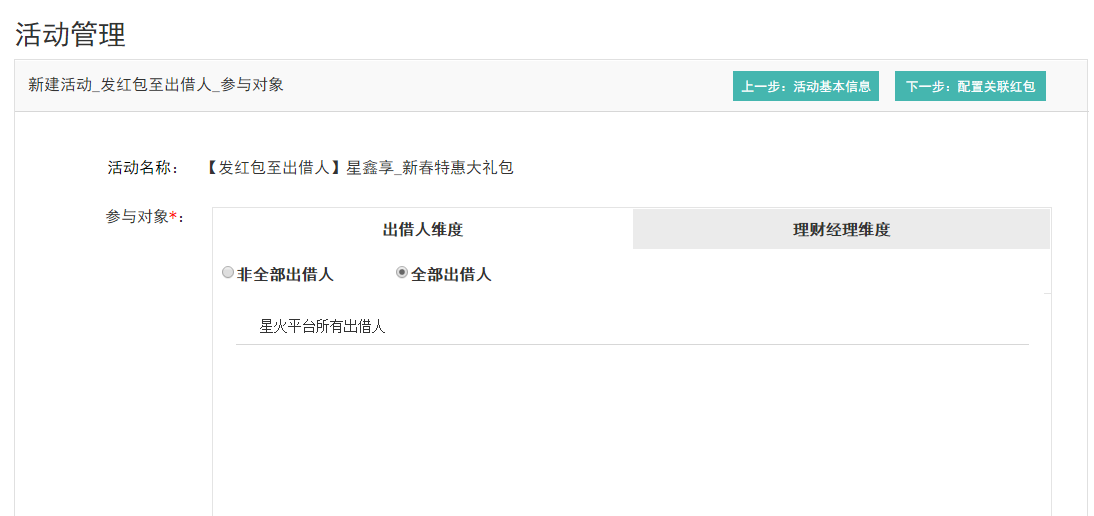 活动管理
新建活动_发红包至出借人_参与对象
上一步：活动基本信息
下一步：配置关联红包
活动名称： 【发红包至出借人】星鑫享_新春特惠大礼包
参与对象*：
出借人维度
理财经理维度
非全部出借人
全部出借人
星火平台所有出借人